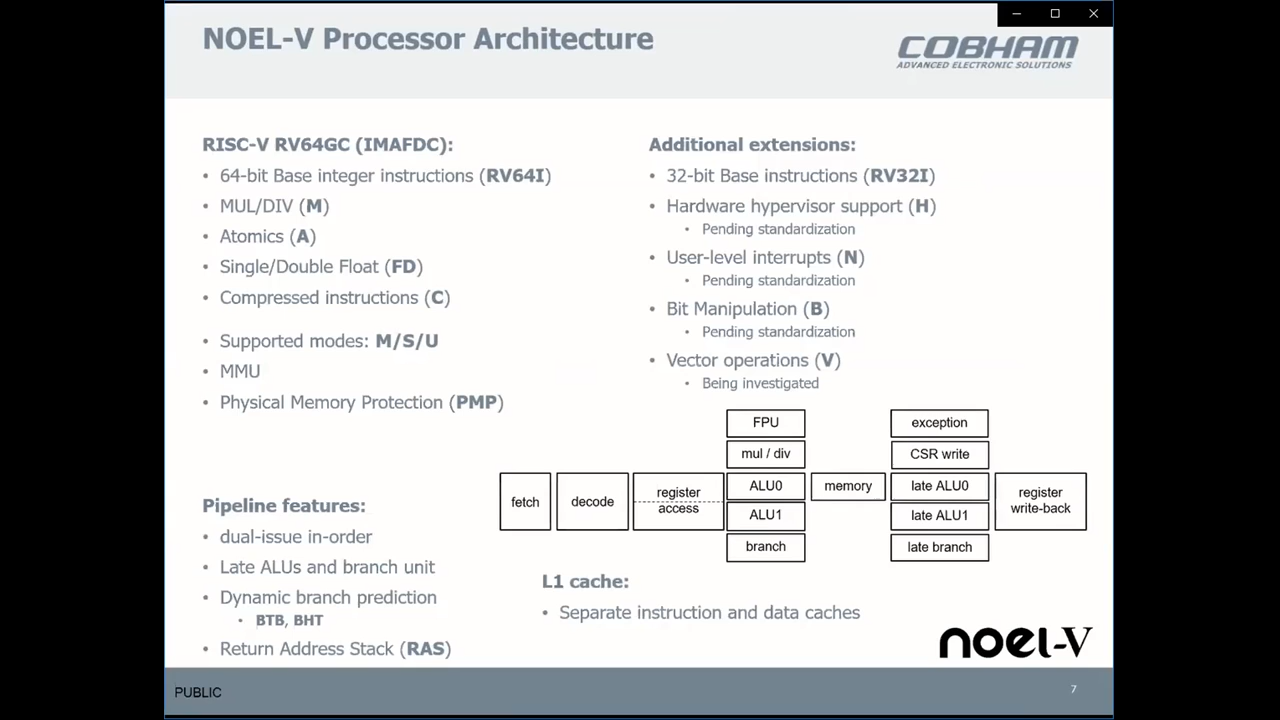 NOEL-V Processor Architecture
COBHAM
ADVANCED ELECTRONIC SOLUTIONS
RISC-V RV64GC (IMAFDC):
• 64-bit Base integer instructions (RV64I)
• MUL/DIV (M)
• Atomics (A)
• Single/Double Float (FD)
• Compressed instructions (C)
• Supported modes: M/S/U
• MMU
• Physical Memory Protection (PMP)
Additional extensions:
• 32-bit Base instructions (RV32I)
• Hardware hypervisor support (H)
• Pending standardization
• User-level interrupts (N)
• Pending standardization
• Bit Manipulation (B)
• Pending standardization
• Vector operations (V)
• Being investigated
fetch
decode
register
access
FPU
mul / div
ALU0
ALU1
branch
memory
exception
CSR write
late ALU0
late ALU1
late branch
register
write-back
Pipeline features:
• dual-issue in-order
• Late ALUs and branch unit
• Dynamic branch prediction
• BTB, BHT
• Return Address Stack (RAS)
L1 cache:
• Separate instruction and data caches
noel-V
PUBLIC
7